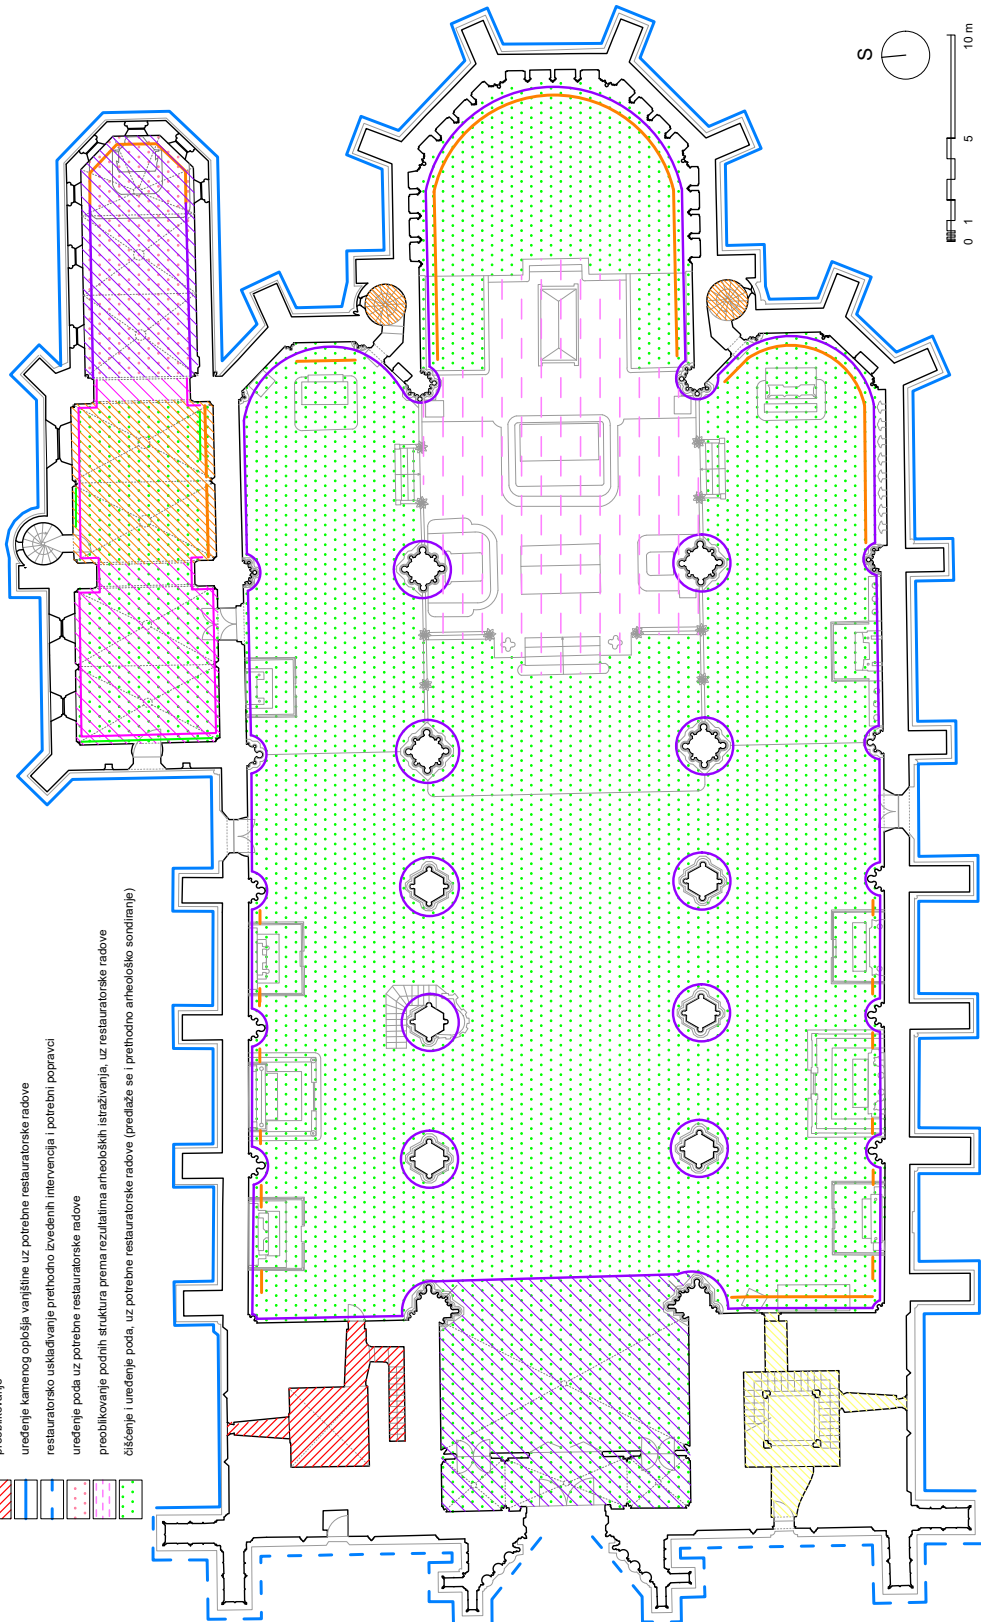 preoblikovanje
uređenje kamenog oplošja vanjštine uz potrebne restauratorske radove
restauratorsko usklađivanje prethodno izvedenih intervencija i potrebni popravci
uređenje poda uz potrebne restauratorske radove
preoblikovanje podnih struktura prema rezultatima arheoloških istraživanja, uz restauratorske radove
čišćenje i uređenje poda, uz potrebne restauratorske radove (predlaže se i prethodno arheološko sondiranje)
S
0 1 5 10 m